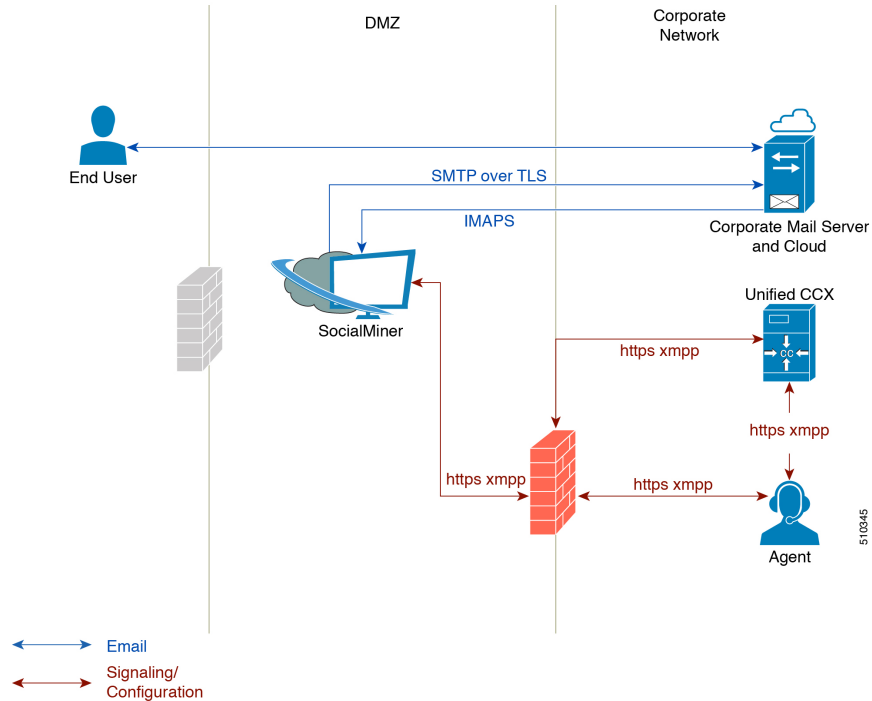 DMZ
Corporate
Network
End User
SMTP over TLS
IMAPS
Corporate Mail Server
and Cloud
SocialMiner
Unified CCX
CC
https xmpp
https xmpp
https xmpp
https xmpp
Agent
510345
Email
Signaling/
Configuration